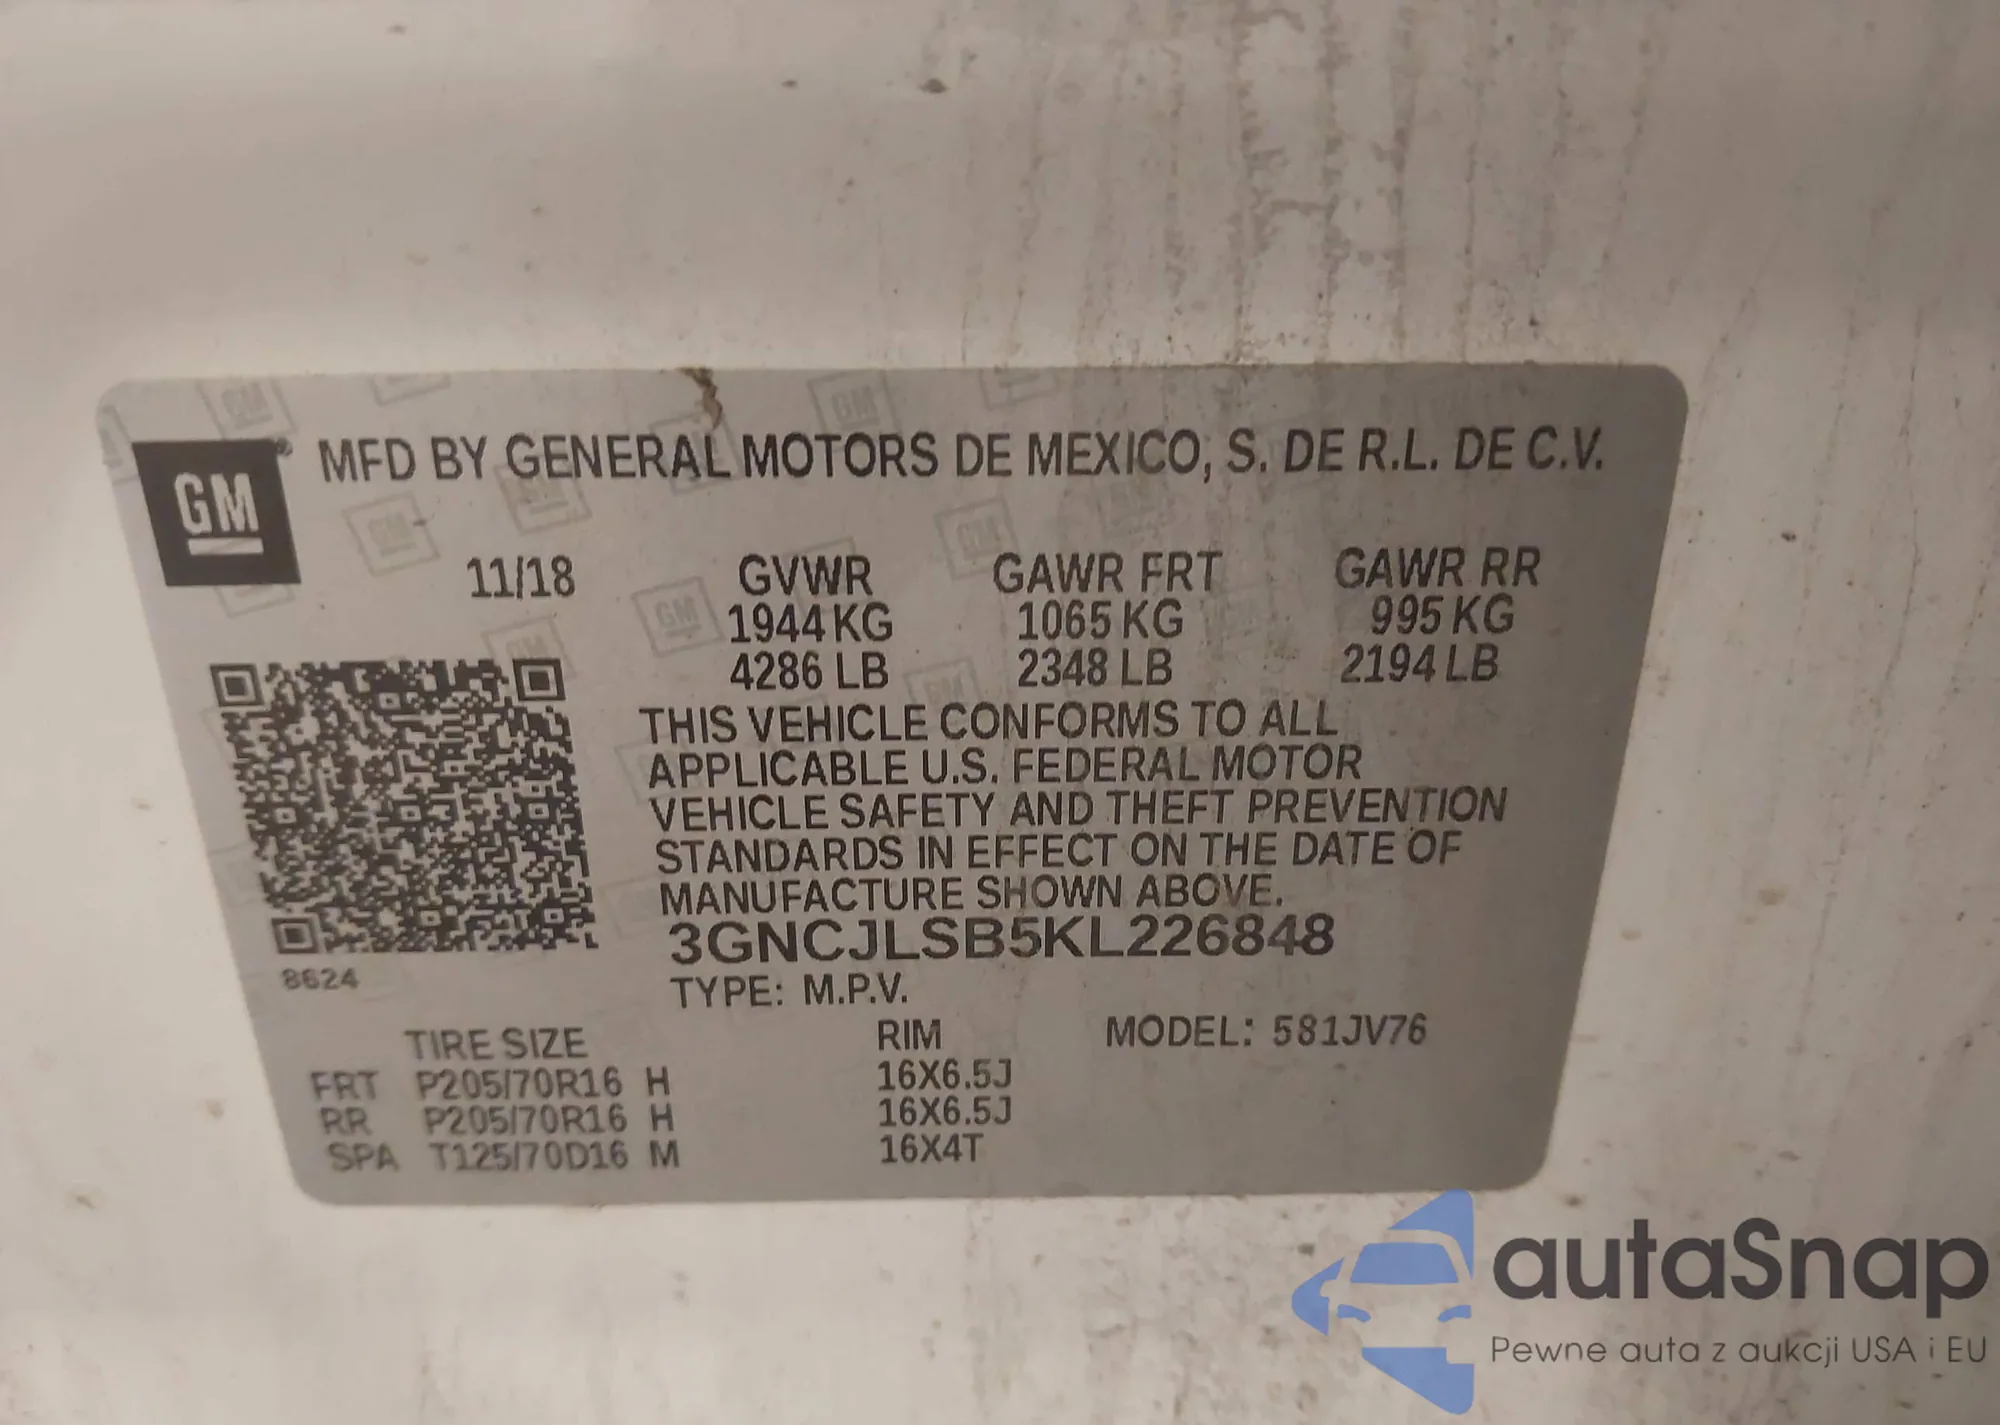 GM
MFD BY GENERAL MOTORS DE MEXICO, S. DE R.L. DE C.V.
11/18 GVWR GAWR FRT GAWR RR
1944 KG 1065 KG 995 KG
4286 LB 2348 LB 2194 LB
THIS VEHICLE CONFORMS TO ALL
APPLICABLE U.S. FEDERAL MOTOR
VEHICLE SAFETY AND THEFT PREVENTION
STANDARDS IN EFFECT ON THE DATE OF
MANUFACTURE SHOWN ABOVE.
3GNCJLSB5KL226848
8624
TYPE: M.P.V.
TIRE SIZE RIM MODEL: 581JV76
FRT P205/70R16 H 16X6.5J
RR P205/70R16 H 16X6.5J
SPA T125/70D16 M 16X4T
autaSnap
Pewne auta z aukcji USA i EU